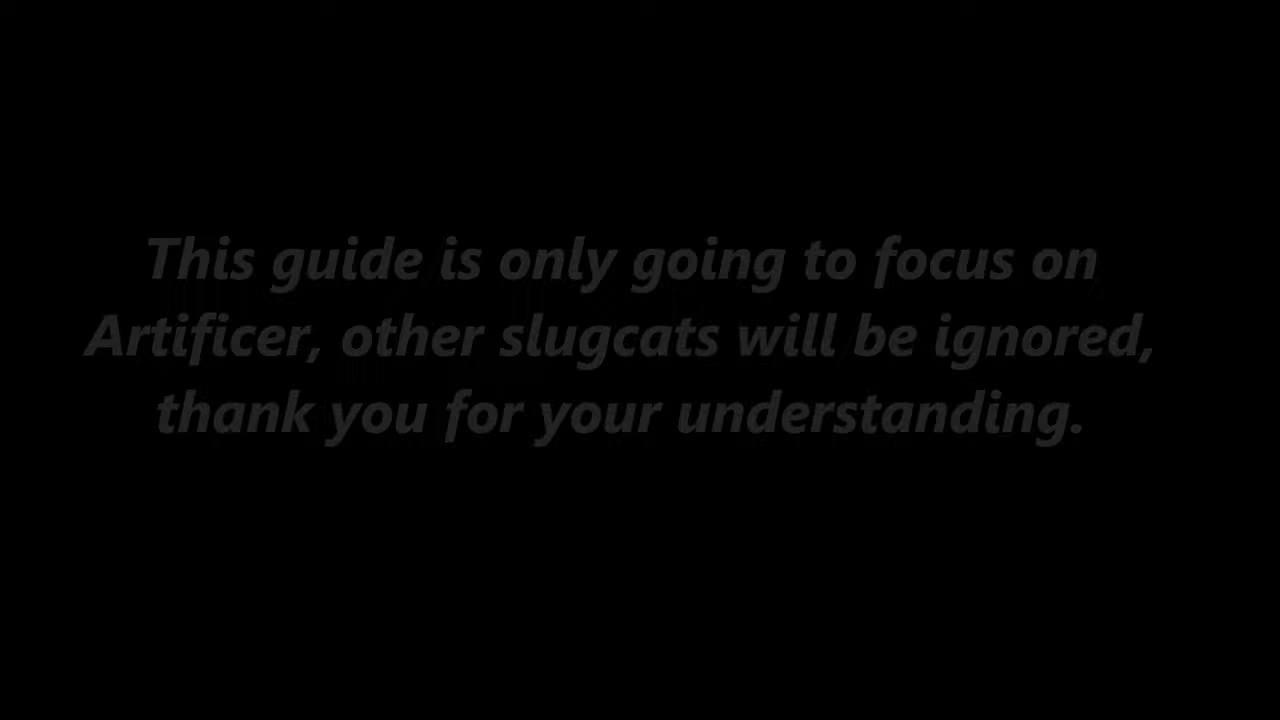 This guide is only going to focus on
Artificer, other slugcats will be ignored,
thank you for your understanding.